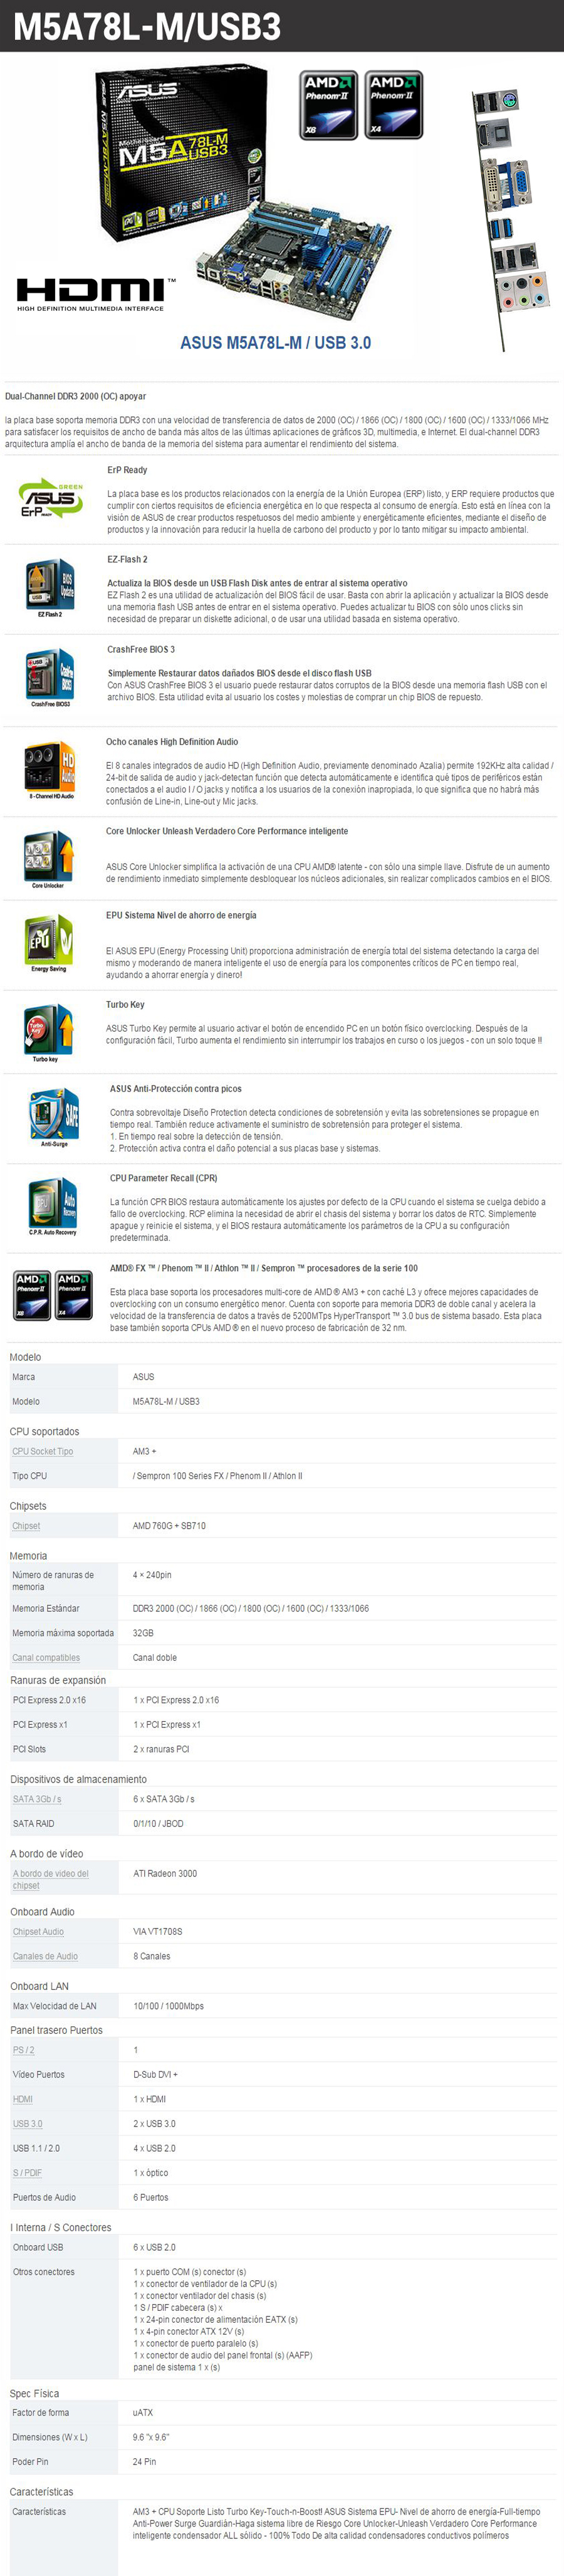 M5A78L-M/USB3
ASUS
Motherboard
M5A78L-M
USB3
AMD
Phenom II
X6
AMD
Phenom II
X4
HDMI™
HIGH DEFINITION MULTIMEDIA INTERFACE
ASUS M5A78L-M / USB 3.0
Dual-Channel DDR3 2000 (OC) apoyar
la placa base soporta memoria DDR3 con una velocidad de transferencia de datos de 2000 (OC) / 1866 (OC) / 1800 (OC) / 1600 (OC) / 1333/1066 MHz
para satisfacer los requisitos de ancho de banda más altos de las últimas aplicaciones de gráficos 3D, multimedia, e Internet. El dual-channel DDR3
arquitectura amplía el ancho de banda de la memoria del sistema para aumentar el rendimiento del sistema.
ErP Ready
GREEN
ASUS
ErP READY
La placa base es los productos relacionados con la energía de la Unión Europea (ERP) listo, y ERP requiere productos que
cumplir con ciertos requisitos de eficiencia energética en lo que respecta al consumo de energía. Esto está en línea con la
visión de ASUS de crear productos respetuosos del medio ambiente y energéticamente eficientes, mediante el diseño de
productos y la innovación para reducir la huella de carbono del producto y por lo tanto mitigar su impacto ambiental.
EZ-Flash 2
BIOS Update
USB
EZ Flash 2
Actualiza la BIOS desde un USB Flash Disk antes de entrar al sistema operativo
EZ Flash 2 es una utilidad de actualización del BIOS fácil de usar. Basta con abrir la aplicación y actualizar la BIOS desde
una memoria flash USB antes de entrar en el sistema operativo. Puedes actualizar tu BIOS con sólo unos clicks sin
necesidad de preparar un diskette adicional, o de usar una utilidad basada en sistema operativo.
CrashFree BIOS 3
USB
CrashFree BIOS3
CrashFree BIOS3
Simplemente Restaurar datos dañados BIOS desde el disco flash USB
Con ASUS CrashFree BIOS 3 el usuario puede restaurar datos corruptos de la BIOS desde una memoria flash USB con el
archivo BIOS. Esta utilidad evita al usuario los costes y molestias de comprar un chip BIOS de repuesto.
Ocho canales High Definition Audio
HD Audio
8 - Channel HD Audio
El 8 canales integrados de audio HD (High Definition Audio, previamente denominado Azalia) permite 192KHz alta calidad /
24-bit de salida de audio y jack-detectan función que detecta automáticamente e identifica qué tipos de periféricos están
conectados a el audio I / O jacks y notifica a los usuarios de la conexión inapropiada, lo que significa que no habrá más
confusión de Line-in, Line-out y Mic jacks.
Core Unlocker Unleash Verdadero Core Performance inteligente
Core Unlocker
ASUS Core Unlocker simplifica la activación de una CPU AMD® latente - con sólo una simple llave. Disfrute de un aumento
de rendimiento inmediato simplemente desbloquear los núcleos adicionales, sin realizar complicados cambios en el BIOS.
EPU Sistema Nivel de ahorro de energía
EPU
Energy Saving
El ASUS EPU (Energy Processing Unit) proporciona administración de energía total del sistema detectando la carga del
mismo y moderando de manera inteligente el uso de energía para los componentes críticos de PC en tiempo real,
ayudando a ahorrar energía y dinero!
Turbo Key
Turbo Key
Turbo key
ASUS Turbo Key permite al usuario activar el botón de encendido PC en un botón físico overclocking. Después de la
configuración fácil, Turbo aumenta el rendimiento sin interrumpir los trabajos en curso o los juegos - con un solo toque !!!
ASUS Anti-Protección contra picos
SAFE
Anti-Surge
Contra sobrevoltaje Diseño Protection detecta condiciones de sobretensión y evita las sobretensiones se propague en
tiempo real. También reduce activamente el suministro de sobretensión para proteger el sistema.
1. En tiempo real sobre la detección de tensión.
2. Protección activa contra el daño potencial a sus placas base y sistemas.
CPU Parameter Recall (CPR)
Auto Recovery
C.P.R. Auto Recovery
La función CPR BIOS restaura automáticamente los ajustes por defecto de la CPU cuando el sistema se cuelga debido a
fallo de overclocking. RCP elimina la necesidad de abrir el chasis del sistema y borrar los datos de RTC. Simplemente
apague y reinicie el sistema, y el BIOS restaura automáticamente los parámetros de la CPU a su configuración
predeterminada.
AMD® FX ™ / Phenom ™ II / Athlon ™ II / Sempron ™ procesadores de la serie 100
AMD
Phenom II
X6
AMD
Phenom II
X4
Esta placa base soporta los procesadores multi-core de AMD ® AM3 + con caché L3 y ofrece mejores capacidades de
overclocking con un consumo energético menor. Cuenta con soporte para memoria DDR3 de doble canal y acelera la
velocidad de la transferencia de datos a través de 5200MTps HyperTransport ™ 3.0 bus de sistema basado. Esta placa
base también soporta CPUs AMD ® en el nuevo proceso de fabricación de 32 nm.
Modelo
Marca ASUS
Modelo M5A78L-M / USB3
CPU soportados
CPU Socket Tipo AM3 +
Tipo CPU / Sempron 100 Series FX / Phenom II / Athlon II
Chipsets
Chipset AMD 760G + SB710
Memoria
Número de ranuras de 4 × 240pin
memoria
Memoria Estándar DDR3 2000 (OC) / 1866 (OC) / 1800 (OC) / 1600 (OC) / 1333/1066
Memoria máxima soportada 32GB
Canal compatibles Canal doble
Ranuras de expansión
PCI Express 2.0 x16 1 x PCI Express 2.0 x16
PCI Express x1 1 x PCI Express x1
PCI Slots 2 x ranuras PCI
Dispositivos de almacenamiento
SATA 3Gb / s 6 x SATA 3Gb / s
SATA RAID 0/1/10 / JBOD
A bordo de vídeo
A bordo de video del ATI Radeon 3000
chipset
Onboard Audio
Chipset Audio VIA VT1708S
Canales de Audio 8 Canales
Onboard LAN
Max Velocidad de LAN 10/100 / 1000Mbps
Panel trasero Puertos
PS / 2 1
Vídeo Puertos D-Sub DVI +
HDMI 1 x HDMI
USB 3.0 2 x USB 3.0
USB 1.1 / 2.0 4 x USB 2.0
S / PDIF 1 x óptico
Puertos de Audio 6 Puertos
I Interna / S Conectores
Onboard USB 6 x USB 2.0
Otros conectores 1 x puerto COM (s) conector (s)
1 x conector de ventilador de la CPU (s)
1 x conector ventilador del chasis (s)
1 S / PDIF cabecera (s) x
1 x 24-pin conector de alimentación EATX (s)
1 x 4-pin conector ATX 12V (s)
1 x conector de puerto paralelo (s)
1 x conector de audio del panel frontal (s) (AAFP)
panel de sistema 1 x (s)
Spec Física
Factor de forma uATX
Dimensiones (W x L) 9.6 "x 9.6"
Poder Pin 24 Pin
Características
Características AM3 + CPU Soporte Listo Turbo Key-Touch-n-Boost! ASUS Sistema EPU- Nivel de ahorro de energía-Full-tiempo
Anti-Power Surge Guardián-Haga sistema libre de Riesgo Core Unlocker-Unleash Verdadero Core Performance
inteligente condensador ALL sólido - 100% Todo De alta calidad condensadores conductivos polímeros